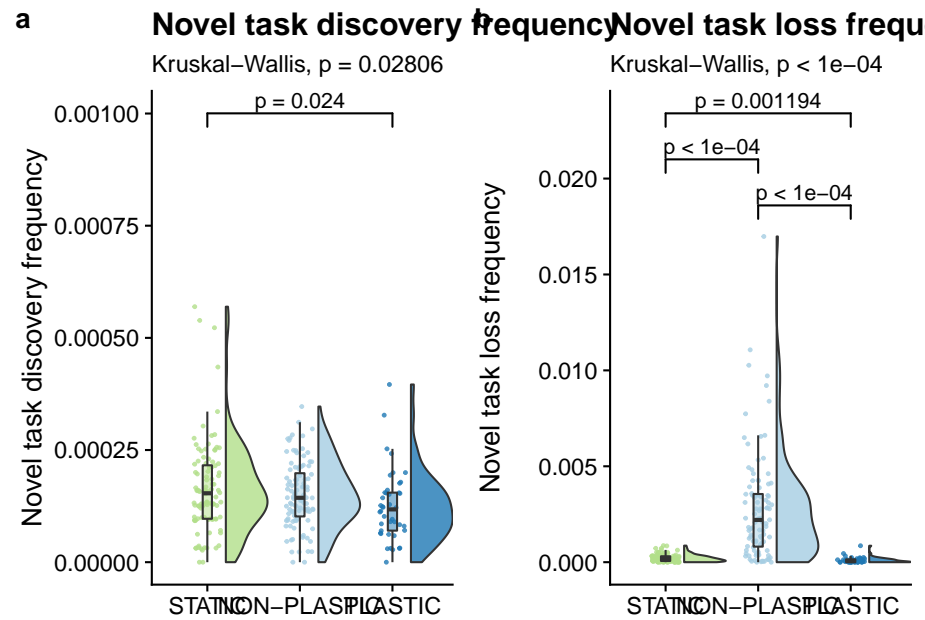 a
Novel task discovery frequency
Kruskal−Wallis, p = 0.02806
p = 0.024
Novel task discovery frequency
0.00100
0.00075
0.00050
0.00025
0.00000
STATIC
NON−PLASTIC
PLASTIC
b
Novel task loss frequ
Kruskal−Wallis, p < 1e−04
p = 0.001194
p < 1e−04
p < 1e−04
Novel task loss frequency
0.020
0.015
0.010
0.005
0.000
STATIC
NON−PLASTIC
PLASTIC